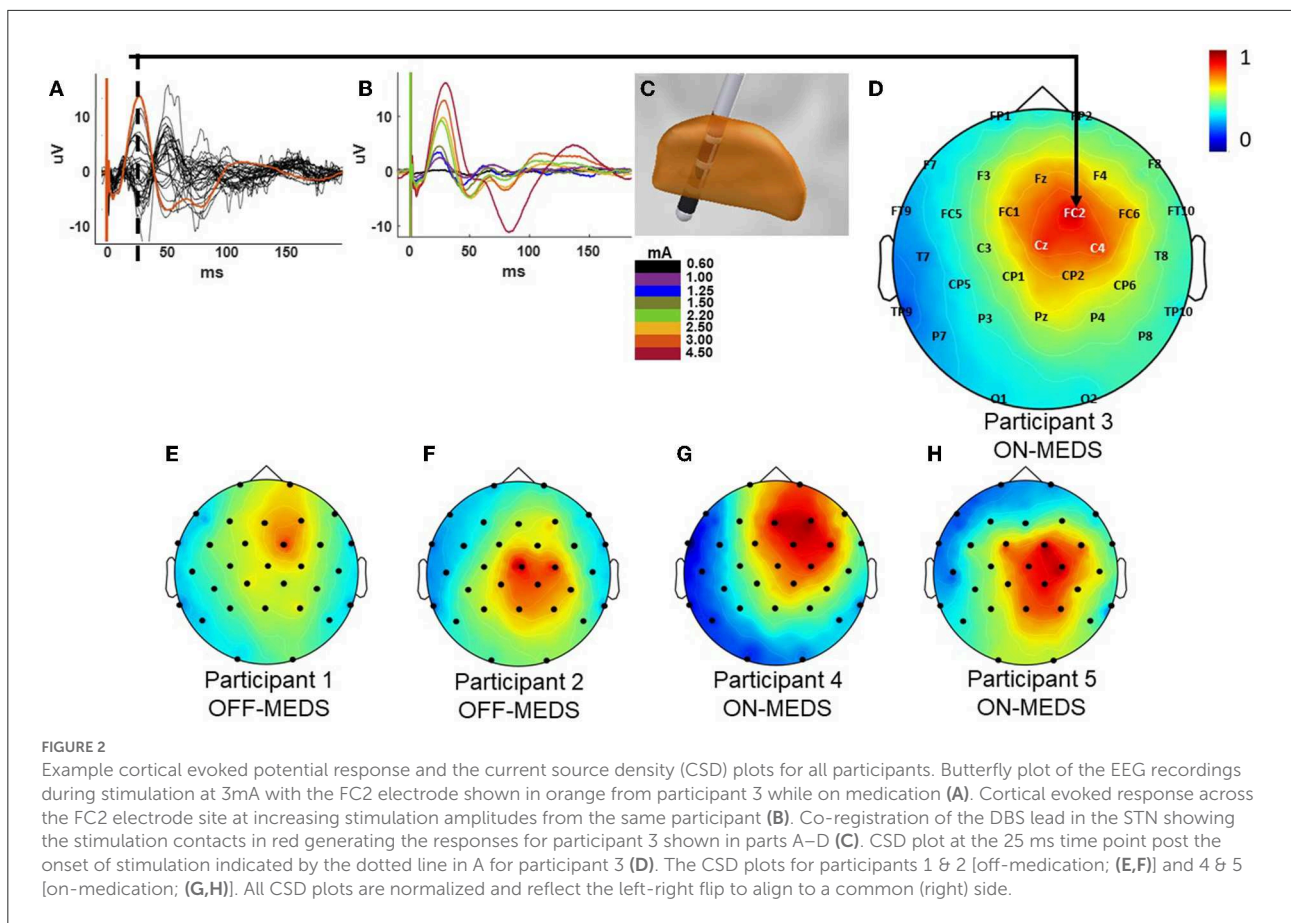 A
B
C
D
1
0
10
0
-10
uV
0
50
100
150
ms
10
0
-10
uV
0
50
100
150
ms
mA
0.60
1.00
1.25
1.50
2.20
2.50
3.00
4.50
FP1 FP2
F7 F3 Fz F4 F8
FT9 FC5 FC1 FC2 FC6 FT10
T7 C3 Cz C4 T8
CP5 CP1 CP2 CP6
TP9 P3 Pz P4 TP10
P7 P8
O1 O2
Participant 3
ON-MEDS
E
F
G
H
Participant 1
OFF-MEDS
Participant 2
OFF-MEDS
Participant 4
ON-MEDS
Participant 5
ON-MEDS
FIGURE 2
Example cortical evoked potential response and the current source density (CSD) plots for all participants. Butterfly plot of the EEG recordings
during stimulation at 3mA with the FC2 electrode shown in orange from participant 3 while on medication (A). Cortical evoked response across
the FC2 electrode site at increasing stimulation amplitudes from the same participant (B). Co-registration of the DBS lead in the STN showing
the stimulation contacts in red generating the responses for participant 3 shown in parts A–D (C). CSD plot at the 25 ms time point post the
onset of stimulation indicated by the dotted line in A for participant 3 (D). The CSD plots for participants 1 & 2 [off-medication; (E,F)] and 4 & 5
[on-medication; (G,H)]. All CSD plots are normalized and reflect the left-right flip to align to a common (right) side.